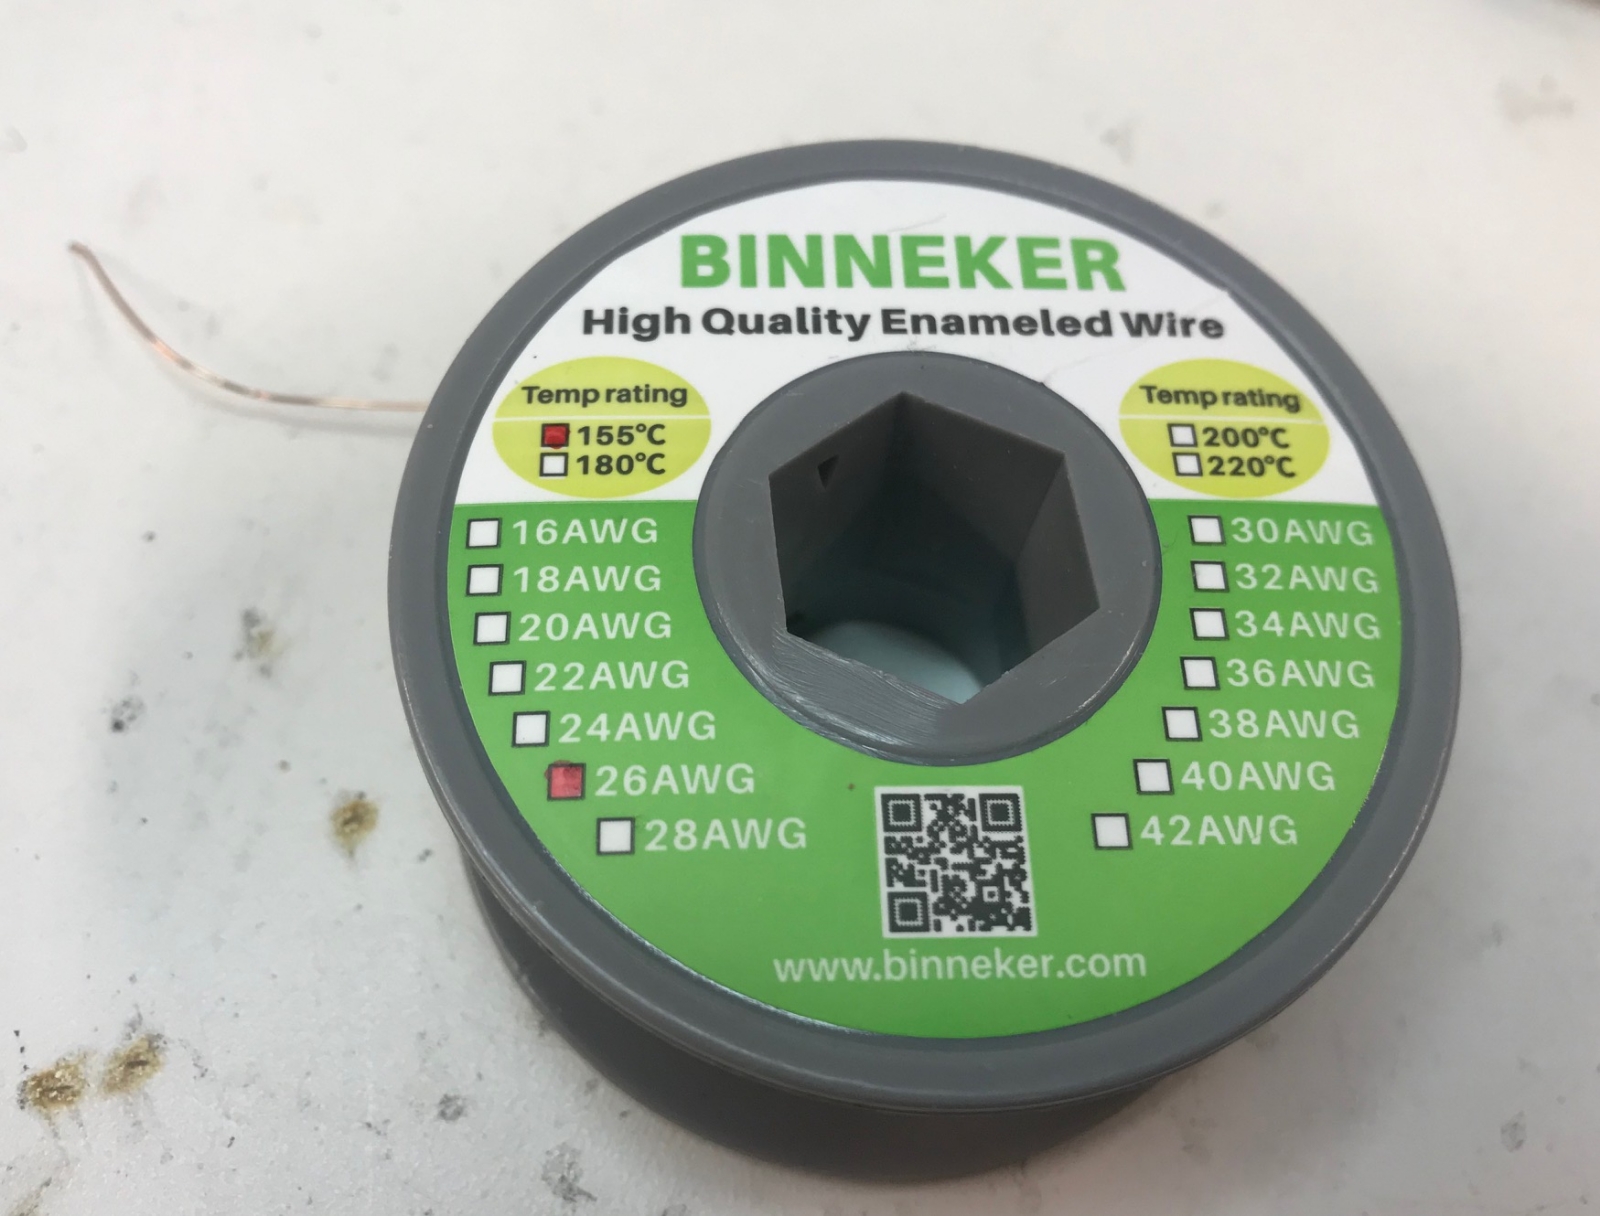 BINNEKER
High Quality Enameled Wire
Temp rating
155°C
180°C
Temp rating
200°C
220°C
16AWG
18AWG
20AWG
22AWG
24AWG
26AWG
28AWG
30AWG
32AWG
34AWG
36AWG
38AWG
40AWG
42AWG
www.binneker.com